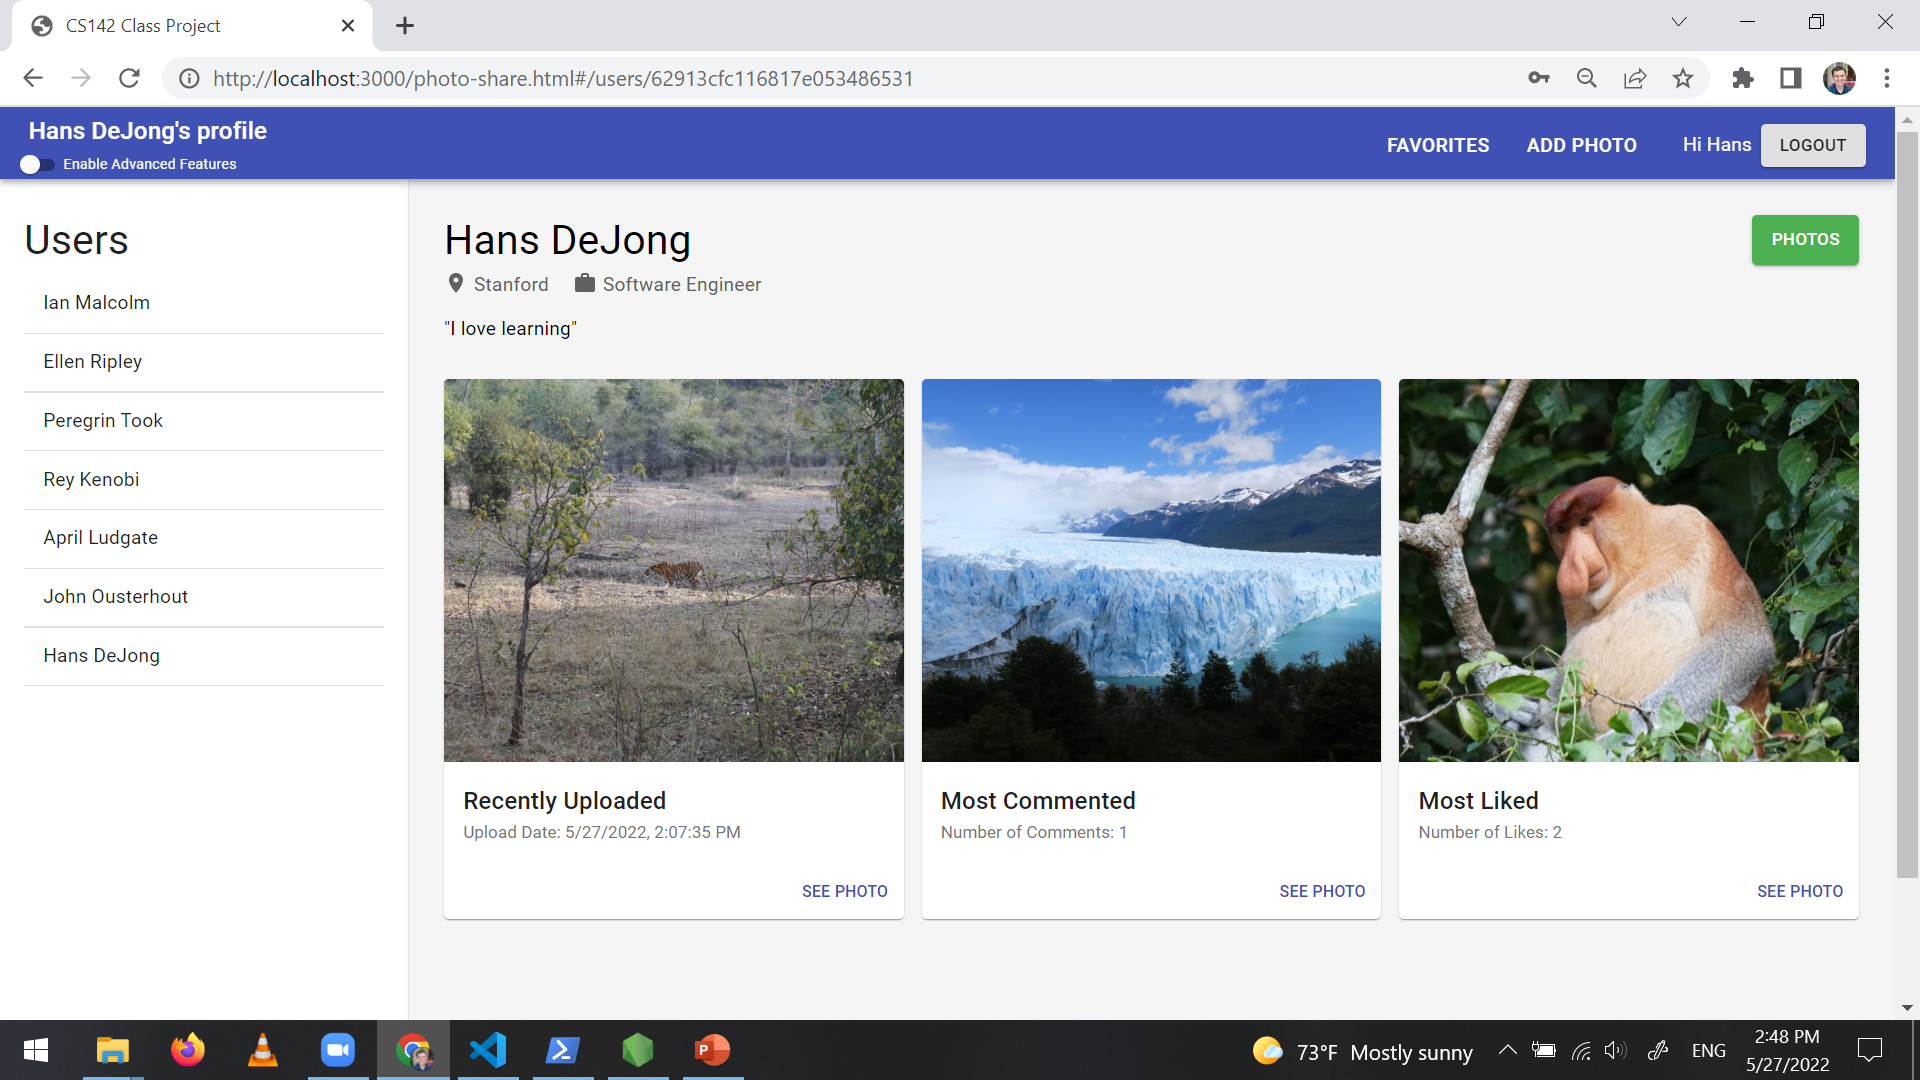 CS142 Class Project
http://localhost:3000/photo-share.html#/users/62913cfc116817e053486531
Hans DeJong's profile
Enable Advanced Features
FAVORITES
ADD PHOTO
Hi Hans
LOGOUT
Users
Ian Malcolm
Ellen Ripley
Peregrin Took
Rey Kenobi
April Ludgate
John Ousterhout
Hans DeJong
Hans DeJong
PHOTOS
Stanford
Software Engineer
"I love learning"
Recently Uploaded
Upload Date: 5/27/2022, 2:07:35 PM
SEE PHOTO
Most Commented
Number of Comments: 1
SEE PHOTO
Most Liked
Number of Likes: 2
SEE PHOTO
73°F Mostly sunny
ENG
2:48 PM
5/27/2022